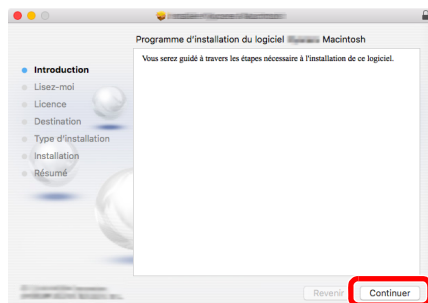 Programme d'installation du logiciel Macintosh
Vous serez guidé à travers les étapes nécessaire à l'installation de ce logiciel.
Introduction
Lisez-moi
Licence
Destination
Type d'installation
Installation
Résumé
Revenir
Continuer